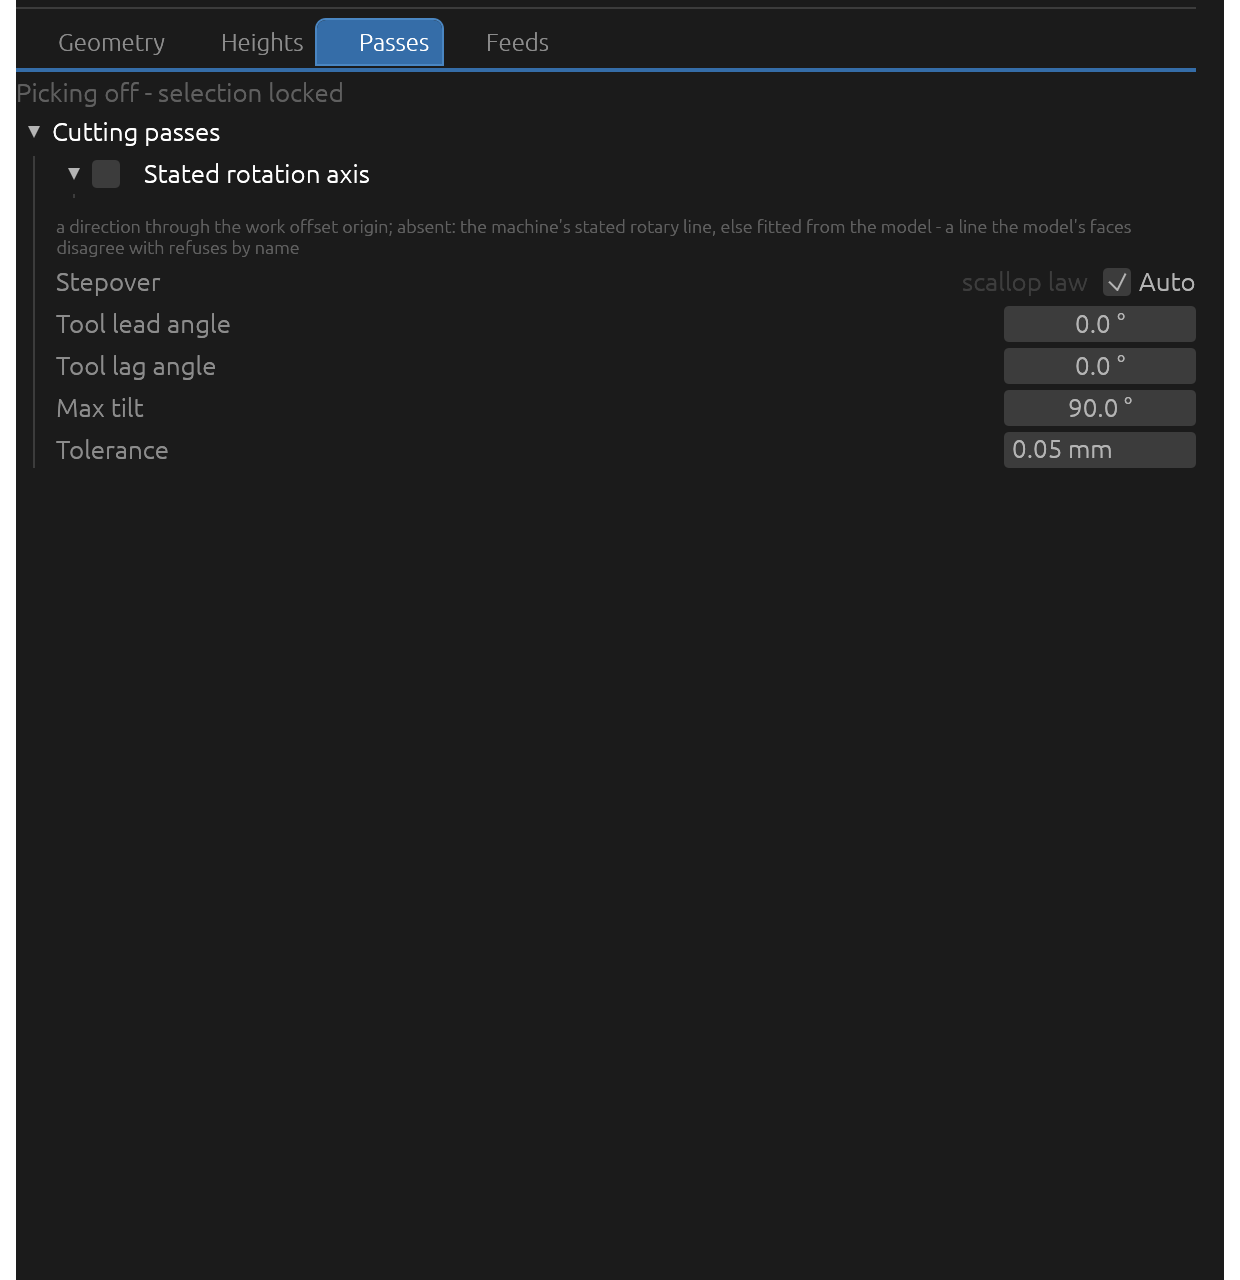 Geometry Heights Passes Feeds
Picking off - selection locked
Cutting passes
Stated rotation axis
a direction through the work offset origin; absent: the machine's stated rotary line, else fitted from the model - a line the model's faces
disagree with refuses by name
Stepover scallop law Auto
Tool lead angle 0.0 °
Tool lag angle 0.0 °
Max tilt 90.0 °
Tolerance 0.05 mm